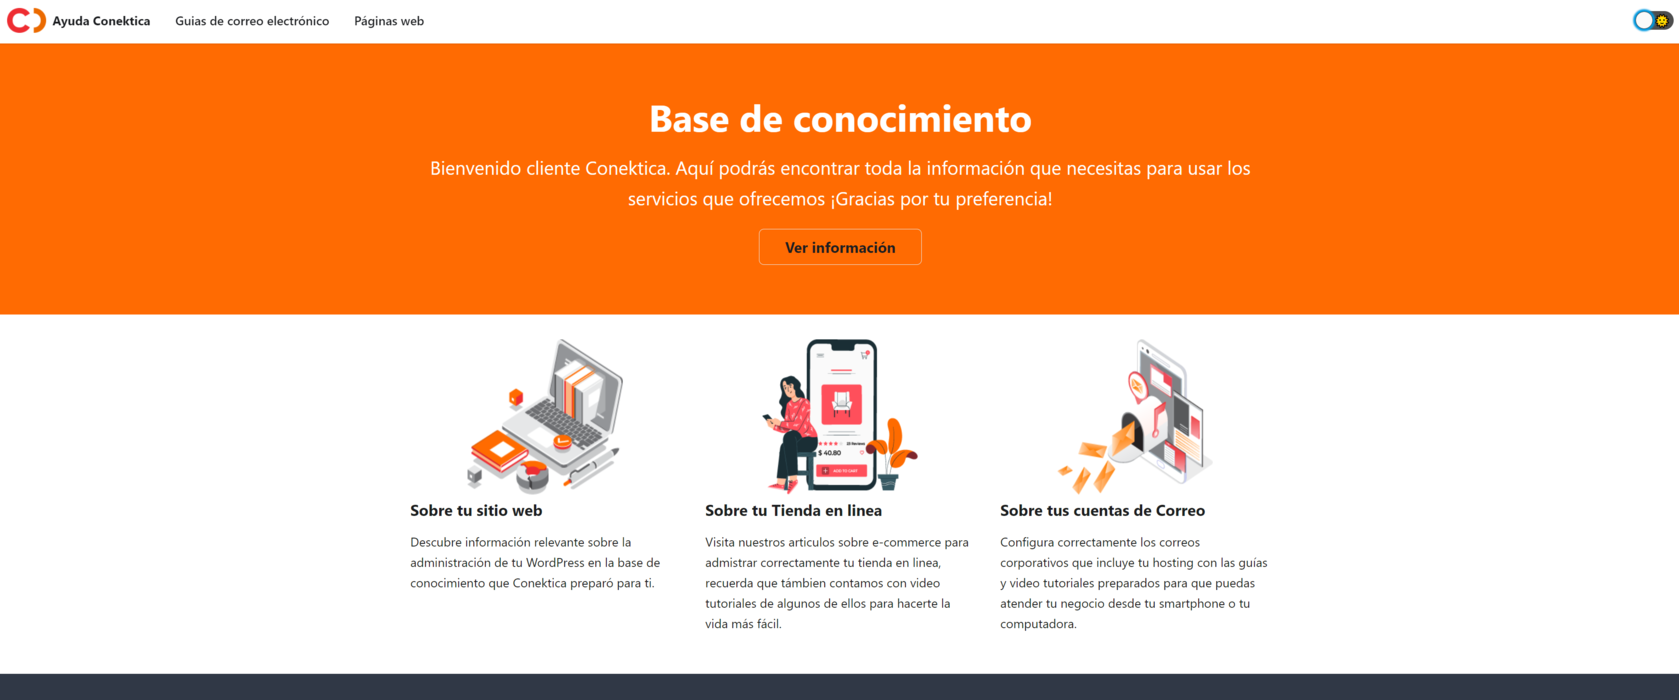 Ayuda Conektica
Guias de correo electrónico
Páginas web
Base de conocimiento
Bienvenido cliente Conektica. Aquí podrás encontrar toda la información que necesitas para usar los
servicios que ofrecemos ¡Gracias por tu preferencia!
Ver información
$ 40.80
ADD TO CART
Sobre tu sitio web
Descubre información relevante sobre la
administración de tu WordPress en la base de
conocimiento que Conektica preparó para ti.
Sobre tu Tienda en linea
Visita nuestros articulos sobre e-commerce para
admistrar correctamente tu tienda en linea,
recuerda que támbien contamos con video
tutoriales de algunos de ellos para hacerte la
vida más fácil.
Sobre tus cuentas de Correo
Configura correctamente los correos
corporativos que incluye tu hosting con las guías
y video tutoriales preparados para que puedas
atender tu negocio desde tu smartphone o tu
computadora.